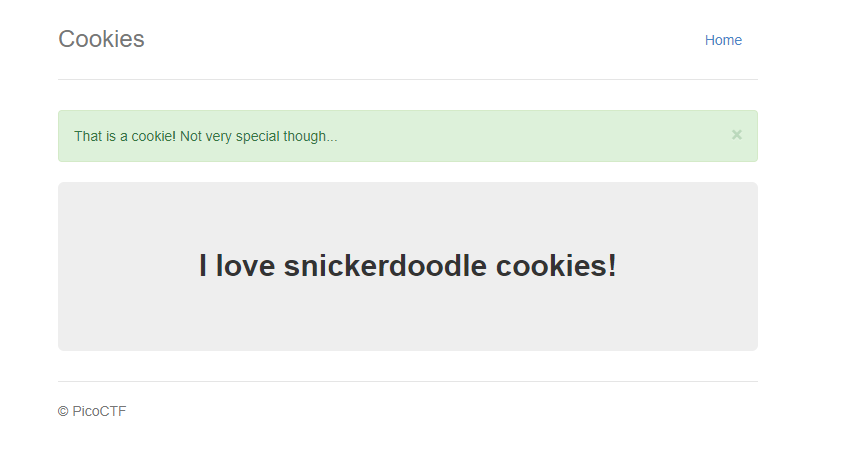 Cookies
Home
That is a cookie! Not very special though...
×
I love snickerdoodle cookies!
© PicoCTF